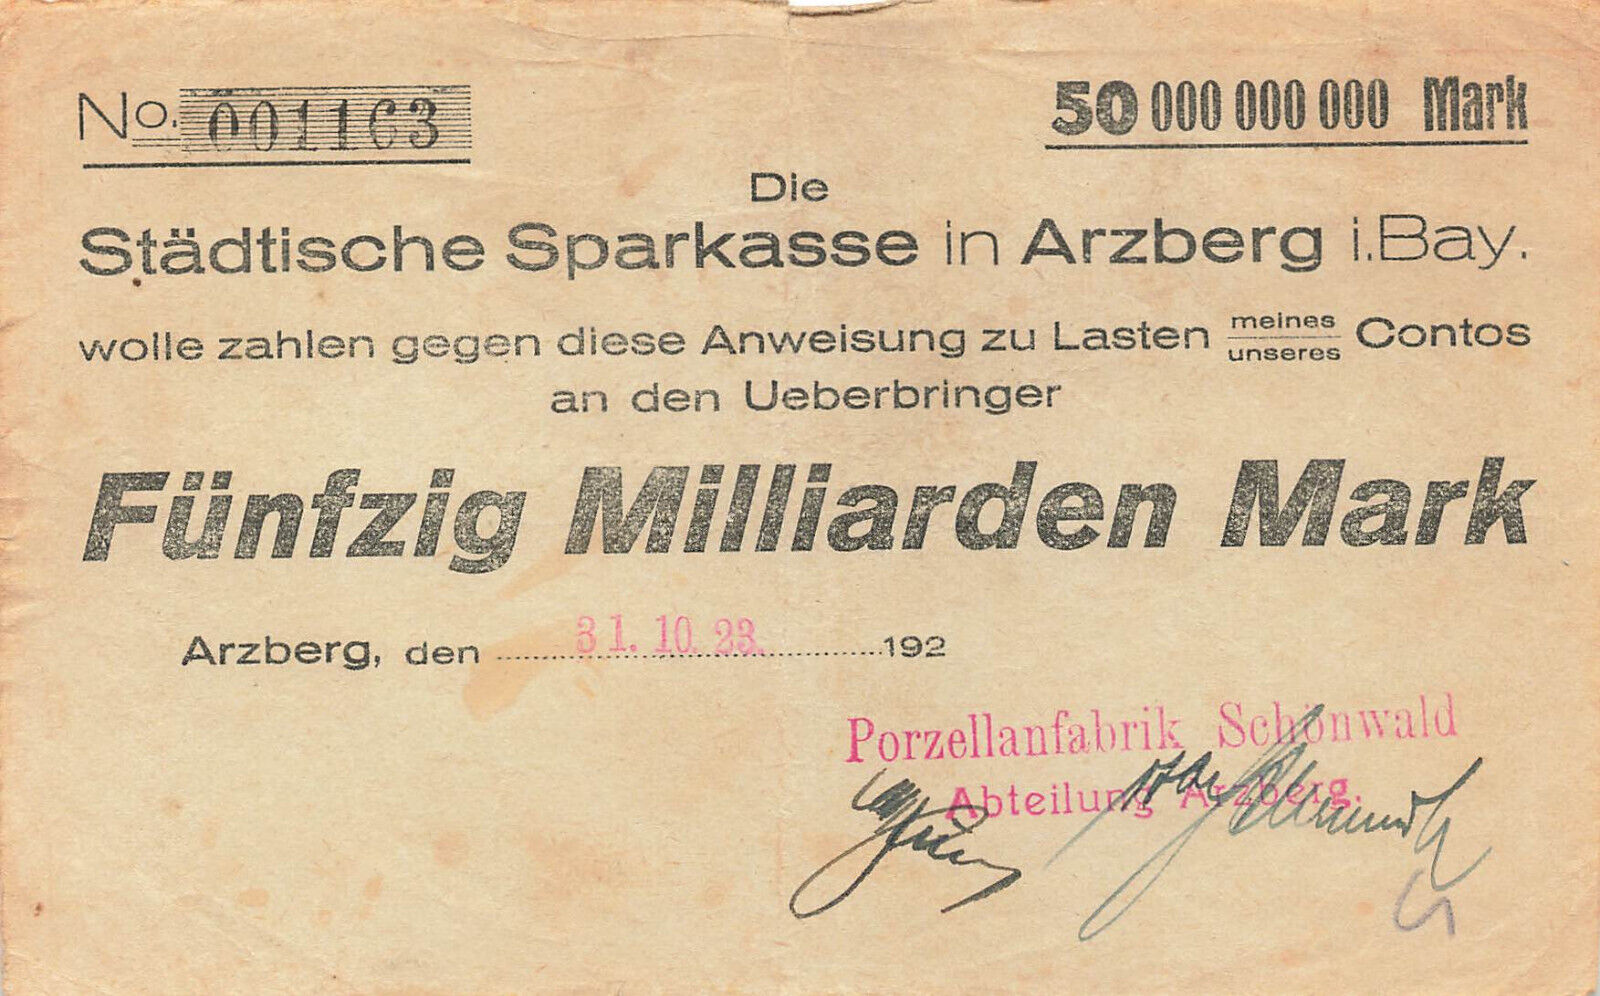 No. 001163
50 000 000 000 Mark
Die
Städtische Sparkasse in Arzberg i.Bay.
wolle zahlen gegen diese Anweisung zu Lasten meines unseres Contos
an den Ueberbringer
Fünfzig Milliarden Mark
Arzberg, den 31. 10. 23. 192
Porzellanfabrik Schönwald
Abteilung Arzberg.